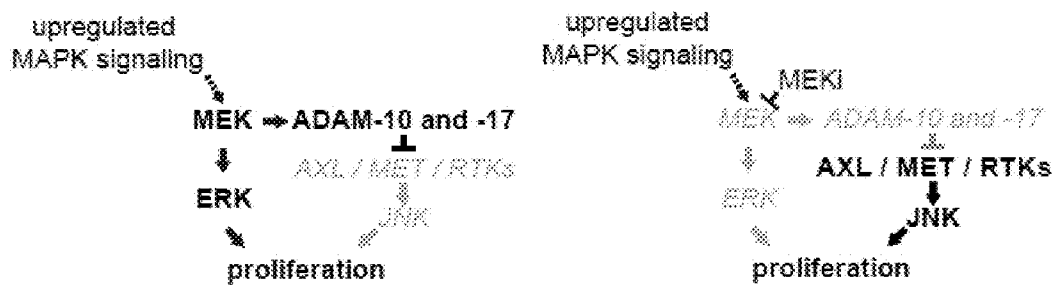 upregulated
MAPK signaling
MEK ADAM-10 and -17
AXL / MET / RTKs
ERK
JNK
proliferation
upregulated
MAPK signaling
MEKi
MEK ADAM-10 and -17
AXL / MET / RTKs
ERK
JNK
proliferation